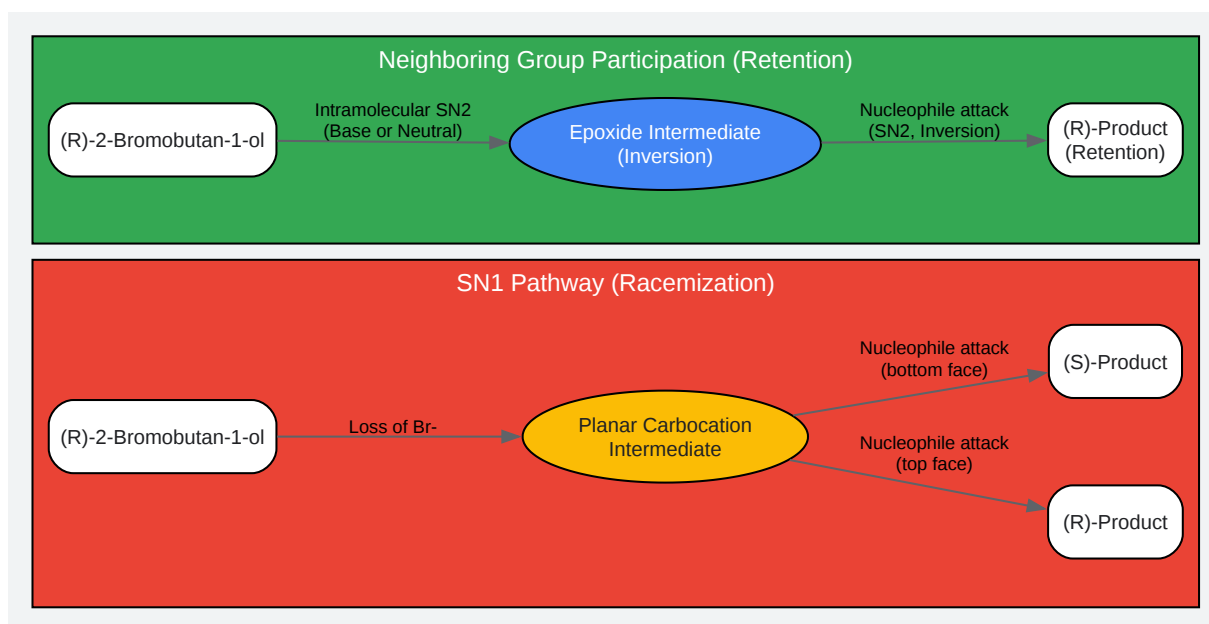 Neighboring Group Participation (Retention)
(R)-2-Bromobutan-1-ol
Intramolecular SN2
(Base or Neutral)
Epoxide Intermediate
(Inversion)
Nucleophile attack
(SN2, Inversion)
(R)-Product
(Retention)
SN1 Pathway (Racemization)
(R)-2-Bromobutan-1-ol
Loss of Br-
Planar Carbocation
Intermediate
Nucleophile attack
(bottom face)
(S)-Product
Nucleophile attack
(top face)
(R)-Product